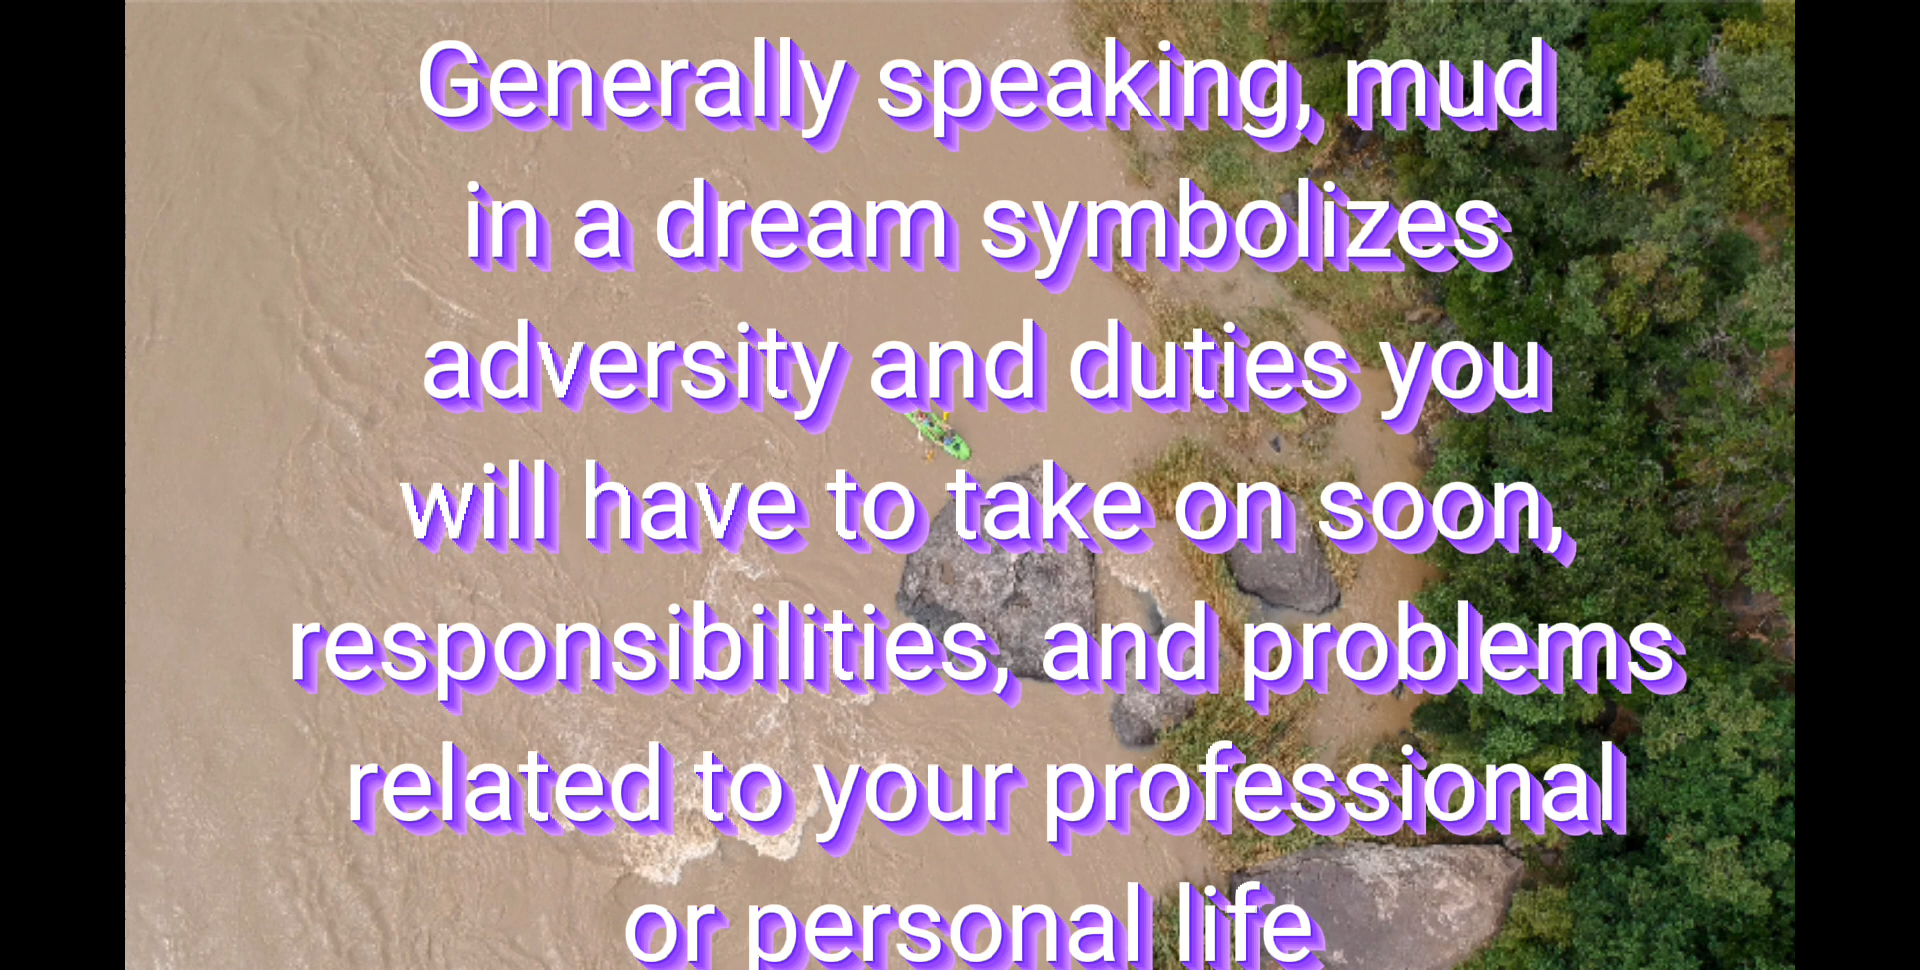 Generally speaking, mud
in a dream symbolizes
adversity and duties you
will have to take on soon,
responsibilities, and problems
related to your professional
or personal life